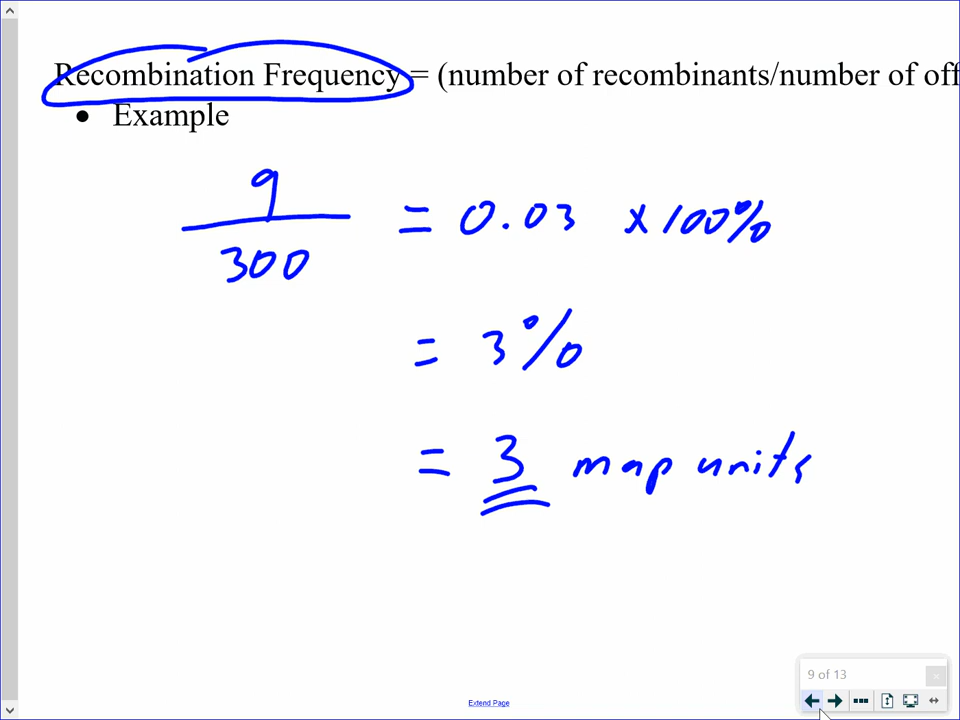 Recombination Frequency = (number of recombinants/number of off
• Example
9
300
= 0.03 x 100%
= 3%
= 3 map units
9 of 13
Extend Page